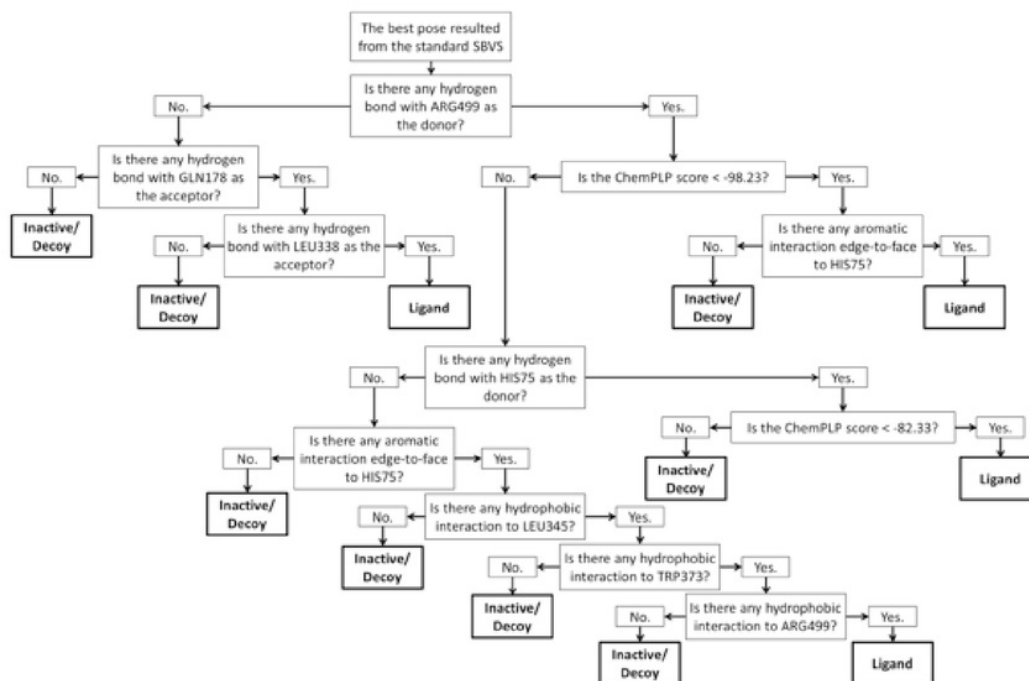 The best pose resulted
from the standard SBVS
Is there any hydrogen
bond with ARG499 as
the donor?
No.
Yes.
Is there any hydrogen
bond with GLN178 as
the acceptor?
No.
Yes.
Is the ChemPLP score < -98.23?
No.
Yes.
Inactive/
Decoy
Is there any hydrogen
bond with LEU338 as the
acceptor?
No.
Yes.
Is there any aromatic
interaction edge-to-face
to HIS75?
No.
Yes.
Inactive/
Decoy
Ligand
Inactive/
Decoy
Ligand
Is there any hydrogen
bond with HIS75 as the
donor?
No.
Yes.
Is there any aromatic
interaction edge-to-face
to HIS75?
No.
Yes.
Is the ChemPLP score < -82.33?
No.
Yes.
Inactive/
Decoy
Ligand
Inactive/
Decoy
Is there any hydrophobic
interaction to LEU345?
No.
Yes.
Inactive/
Decoy
Is there any hydrophobic
interaction to TRP373?
No.
Yes.
Inactive/
Decoy
Is there any hydrophobic
interaction to ARG499?
No.
Yes.
Inactive/
Decoy
Ligand